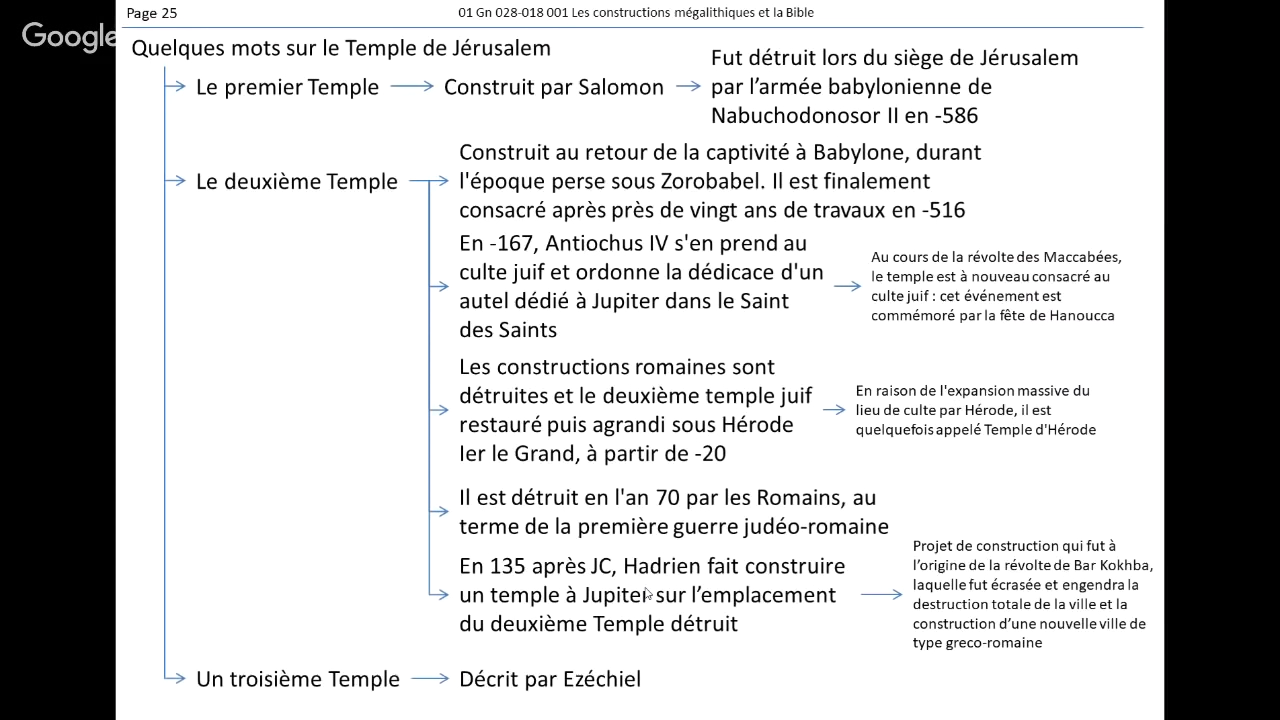 Page 25
01 Gn 028-018 001 Les constructions mégalithiques et la Bible
Google
Quelques mots sur le Temple de Jérusalem
Le premier Temple
Construit par Salomon
Fut détruit lors du siège de Jérusalem
par l’armée babylonienne de
Nabuchodonosor II en -586
Le deuxième Temple
Construit au retour de la captivité à Babylone, durant
l'époque perse sous Zorobabel. Il est finalement
consacré après près de vingt ans de travaux en -516
En -167, Antiochus IV s'en prend au
culte juif et ordonne la dédicace d'un
autel dédié à Jupiter dans le Saint
des Saints
Au cours de la révolte des Maccabées,
le temple est à nouveau consacré au
culte juif : cet événement est
commémoré par la fête de Hanoucca
Les constructions romaines sont
détruites et le deuxième temple juif
restauré puis agrandi sous Hérode
Ier le Grand, à partir de -20
En raison de l'expansion massive du
lieu de culte par Hérode, il est
quelquefois appelé Temple d'Hérode
Il est détruit en l'an 70 par les Romains, au
terme de la première guerre judéo-romaine
En 135 après JC, Hadrien fait construire
un temple à Jupiter sur l’emplacement
du deuxième Temple détruit
Projet de construction qui fut à
l’origine de la révolte de Bar Kokhba,
laquelle fut écrasée et engendra la
destruction totale de la ville et la
construction d’une nouvelle ville de
type greco-romaine
Un troisième Temple
Décrit par Ezéchiel